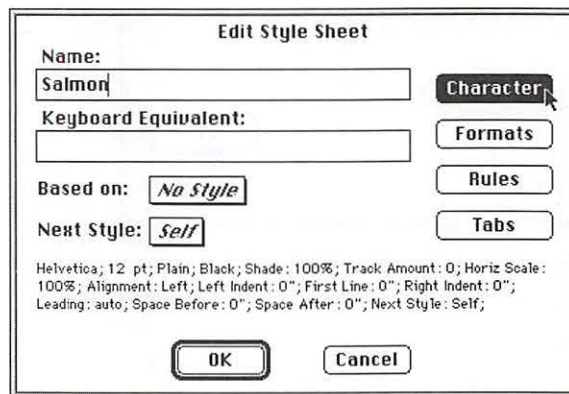 Edit Style Sheet
Name:
Salmon
Character
Keyboard Equivalent:
Formats
Rules
Based on: No Style
Tabs
Next Style: Self
Helvetica; 12 pt; Plain; Black; Shade: 100%; Track Amount: 0; Horiz Scale:
100%; Alignment: Left; Left Indent: 0"; First Line: 0"; Right Indent: 0";
Leading: auto; Space Before: 0"; Space After: 0"; Next Style: Self;
OK Cancel